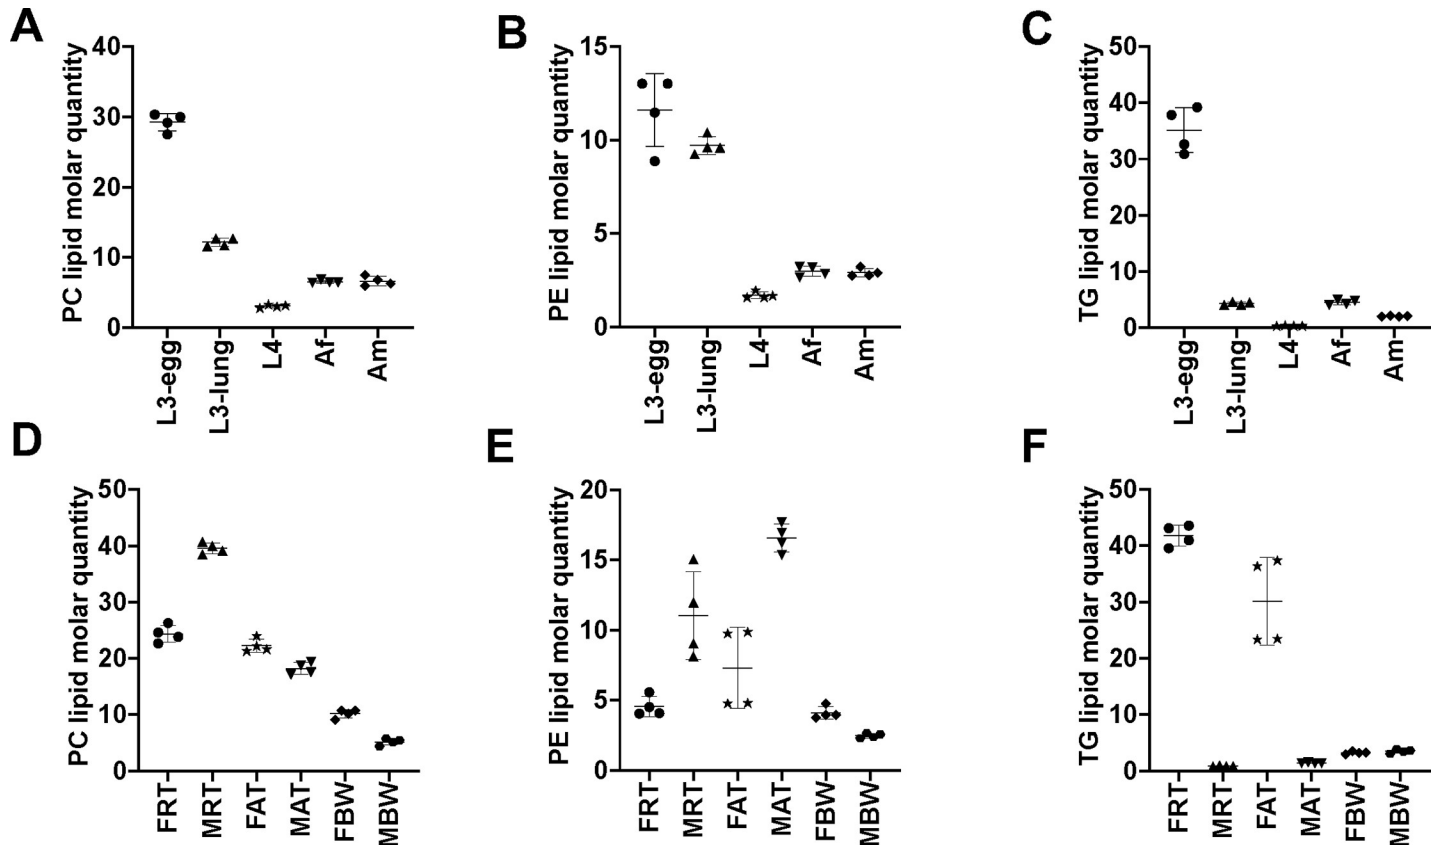 A
PC lipid molar quantity
40
30
20
10
0
L3-egg
L3-lung
L4
Af
Am
B
PE lipid molar quantity
15
10
5
0
L3-egg
L3-lung
L4
Af
Am
C
TG lipid molar quantity
50
40
30
20
10
0
L3-egg
L3-lung
L4
Af
Am
D
PC lipid molar quantity
50
40
30
20
10
0
FRT
MRT
FAT
MAT
FBW
MBW
E
PE lipid molar quantity
20
15
10
5
0
FRT
MRT
FAT
MAT
FBW
MBW
F
TG lipid molar quantity
50
40
30
20
10
0
FRT
MRT
FAT
MAT
FBW
MBW